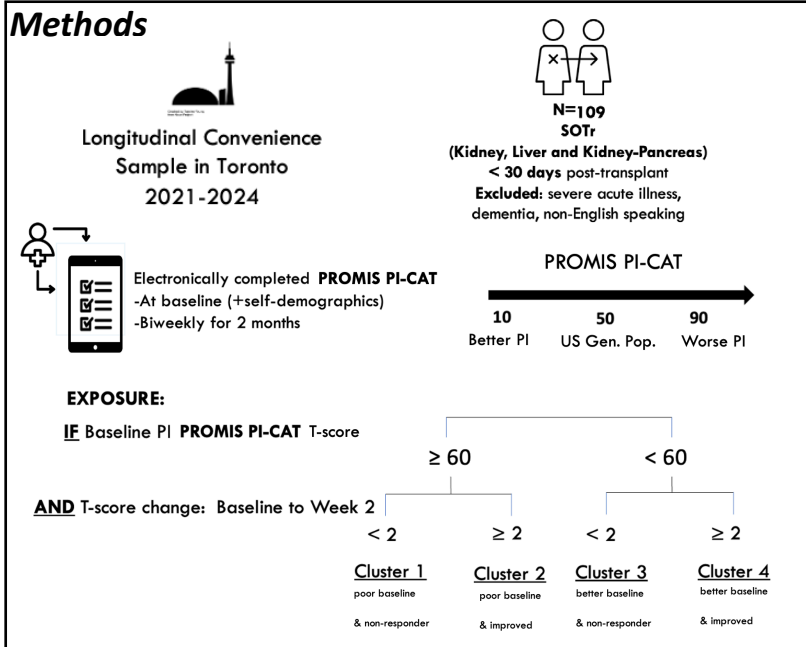 Methods
Longitudinal Convenience
Sample in Toronto
2021-2024
N=109
SOTr
(Kidney, Liver and Kidney-Pancreas)
< 30 days post-transplant
Excluded: severe acute illness,
dementia, non-English speaking
Electronically completed PROMIS PI-CAT
-At baseline (+self-demographics)
-Biweekly for 2 months
PROMIS PI-CAT
10 50 90
Better PI US Gen. Pop. Worse PI
EXPOSURE:
IF Baseline PI PROMIS PI-CAT T-score
≥ 60 < 60
AND T-score change: Baseline to Week 2
< 2 ≥ 2 < 2 ≥ 2
Cluster 1 Cluster 2 Cluster 3 Cluster 4
poor baseline poor baseline better baseline better baseline
& non-responder & improved & non-responder & improved